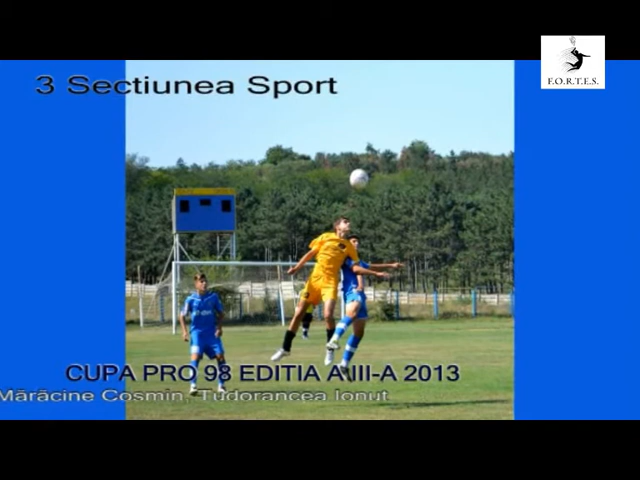 3 Sectiunea Sport
F.O.R.T.E.S.
CUPA PRO 98 EDITIA A III-A 2013
Mărăcine Cosmin, Tudorancea Ionut